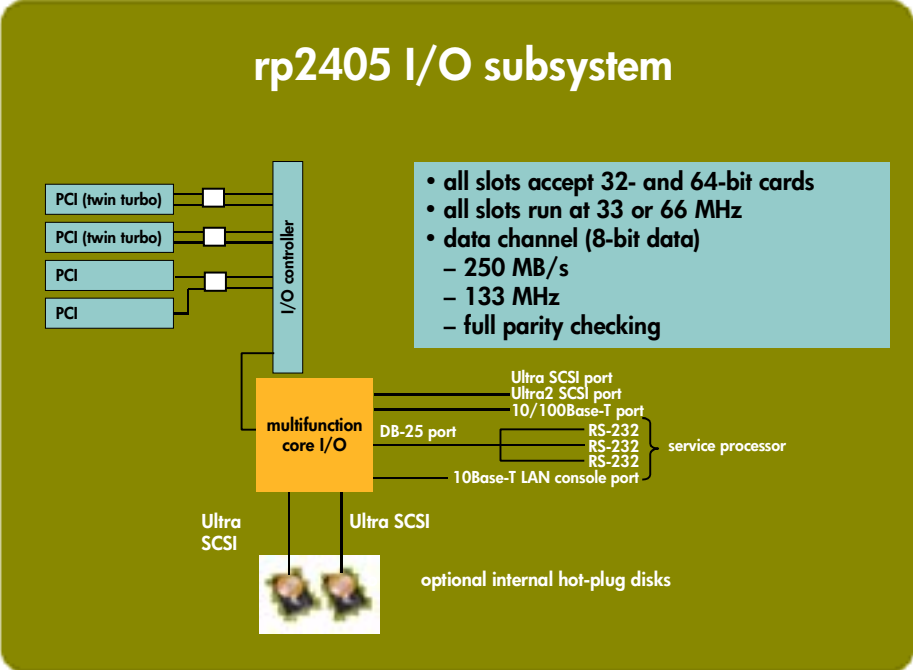 rp2405 I/O subsystem
PCI (twin turbo)
PCI (twin turbo)
PCI
PCI
I/O controller
• all slots accept 32- and 64-bit cards
• all slots run at 33 or 66 MHz
• data channel (8-bit data)
– 250 MB/s
– 133 MHz
– full parity checking
multifunction
core I/O
Ultra SCSI port
Ultra2 SCSI port
10/100Base-T port
DB-25 port
RS-232
RS-232
RS-232
service processor
10Base-T LAN console port
Ultra
SCSI
Ultra SCSI
optional internal hot-plug disks